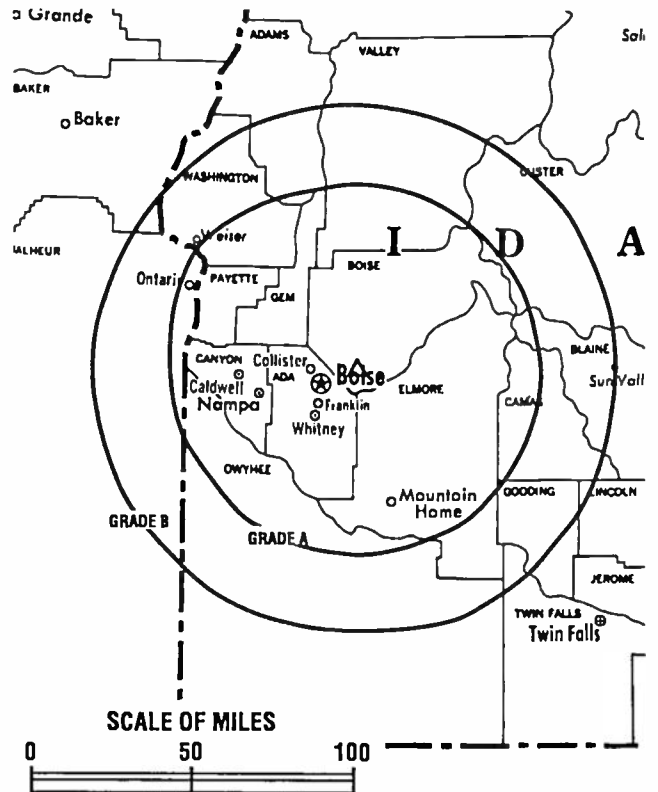 a Grande
ADAMS
VALLEY
BAKER
Baker
WASHINGTON
CUSTER
Weiser
I D A
BOISE
PAYETTE
Ontario
GEM
BLAINE
CANYON
Collister
ADA
Boise
ELMORE
Caldwell
Nampa
Franklin
CAMAS
Whitney
OWYHEE
Mountain
Home
GOODING
LINCOLN
GRADE B
GRADE A
JEROME
TWIN FALLS
Twin Falls
SCALE OF MILES
0 50 100